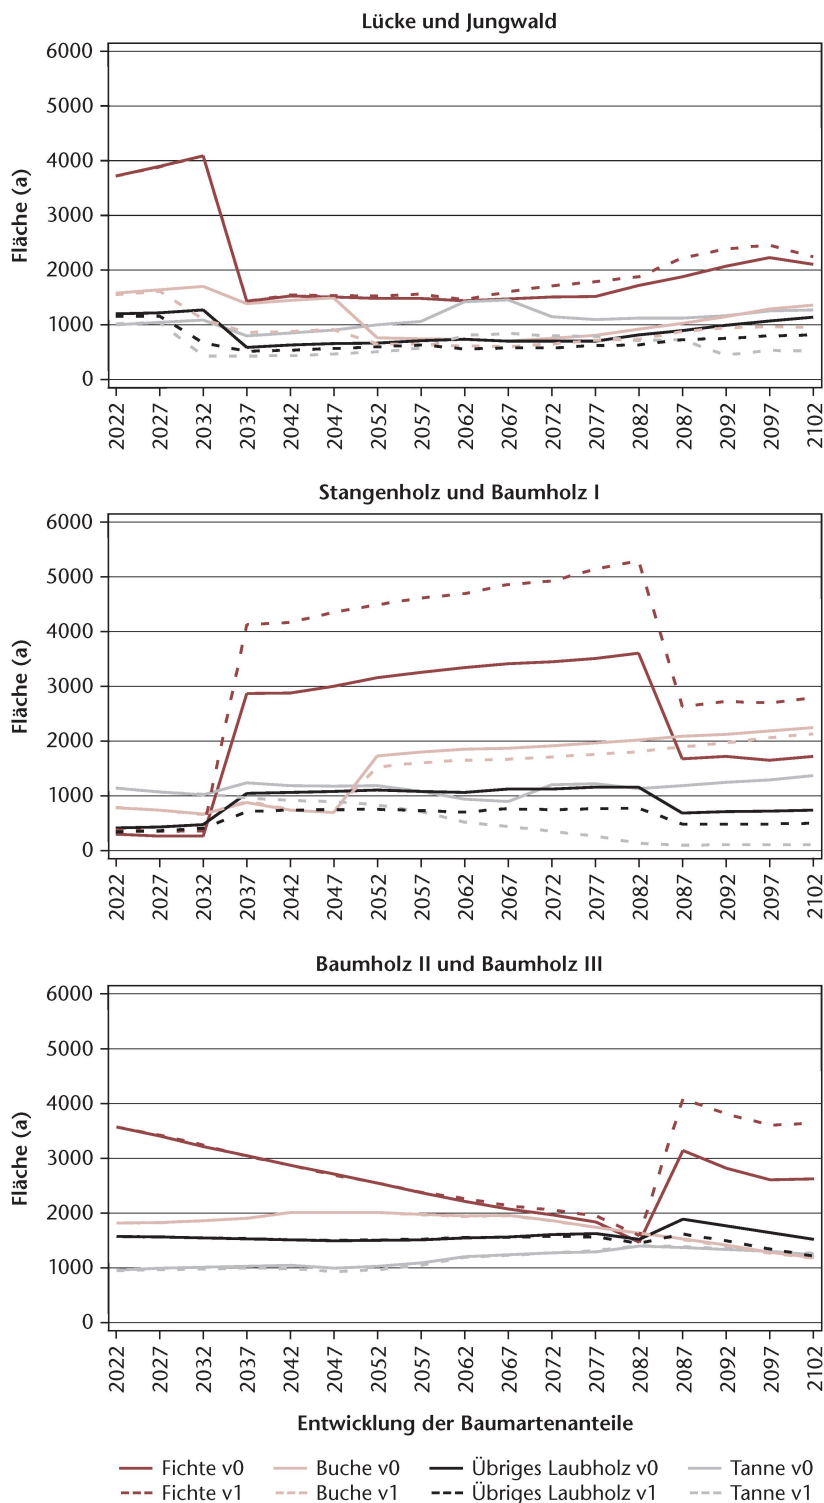 Lücke und Jungwald
Fläche (a)
6000
5000
4000
3000
2000
1000
0
2022 2027 2032 2037 2042 2047 2052 2057 2062 2067 2072 2077 2082 2087 2092 2097 2102
Stangenholz und Baumholz I
Fläche (a)
6000
5000
4000
3000
2000
1000
0
2022 2027 2032 2037 2042 2047 2052 2057 2062 2067 2072 2077 2082 2087 2092 2097 2102
Baumholz II und Baumholz III
Fläche (a)
6000
5000
4000
3000
2000
1000
0
2022 2027 2032 2037 2042 2047 2052 2057 2062 2067 2072 2077 2082 2087 2092 2097 2102
Entwicklung der Baumartenanteile
Fichte v0 Buche v0 Übriges Laubholz v0 Tanne v0
Fichte v1 Buche v1 Übriges Laubholz v1 Tanne v1